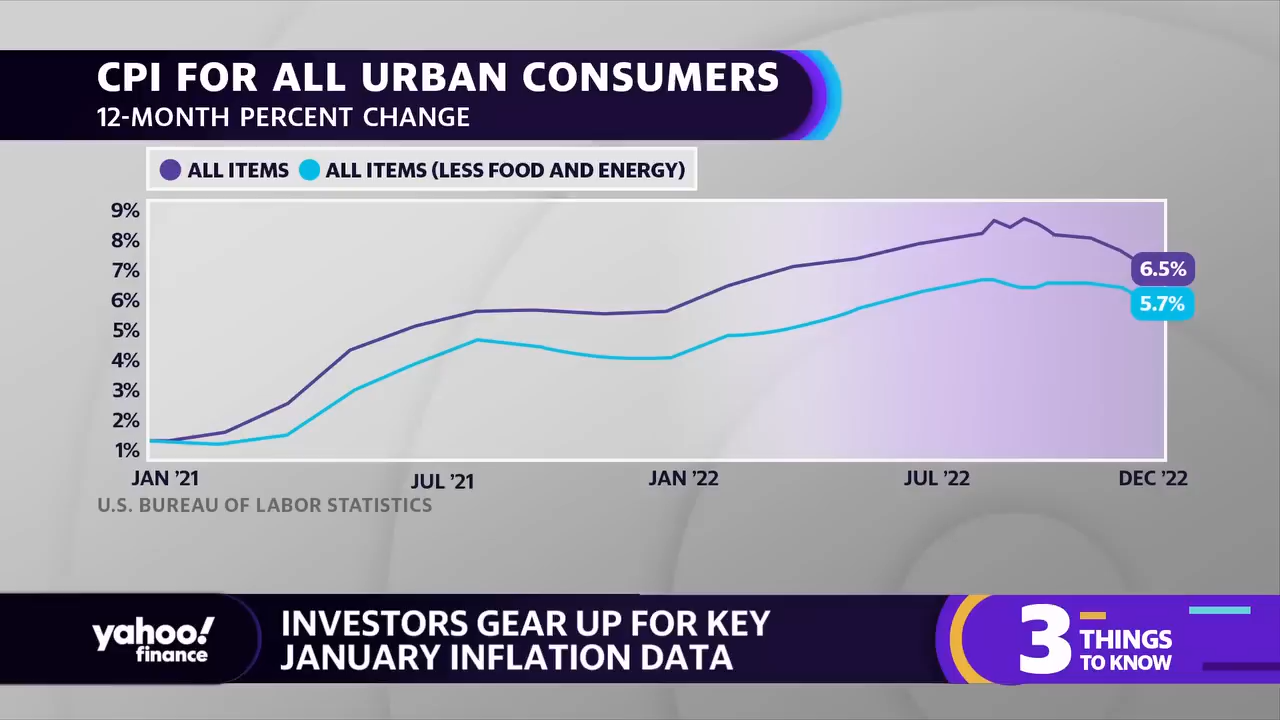 CPI FOR ALL URBAN CONSUMERS
12-MONTH PERCENT CHANGE
ALL ITEMS ALL ITEMS (LESS FOOD AND ENERGY)
9%
8%
7%
6%
5%
4%
3%
2%
1%
6.5%
5.7%
JAN ’21 JUL ’21 JAN ’22 JUL ’22 DEC ’22
U.S. BUREAU OF LABOR STATISTICS
yahoo!
finance
INVESTORS GEAR UP FOR KEY
JANUARY INFLATION DATA
3 THINGS
TO KNOW